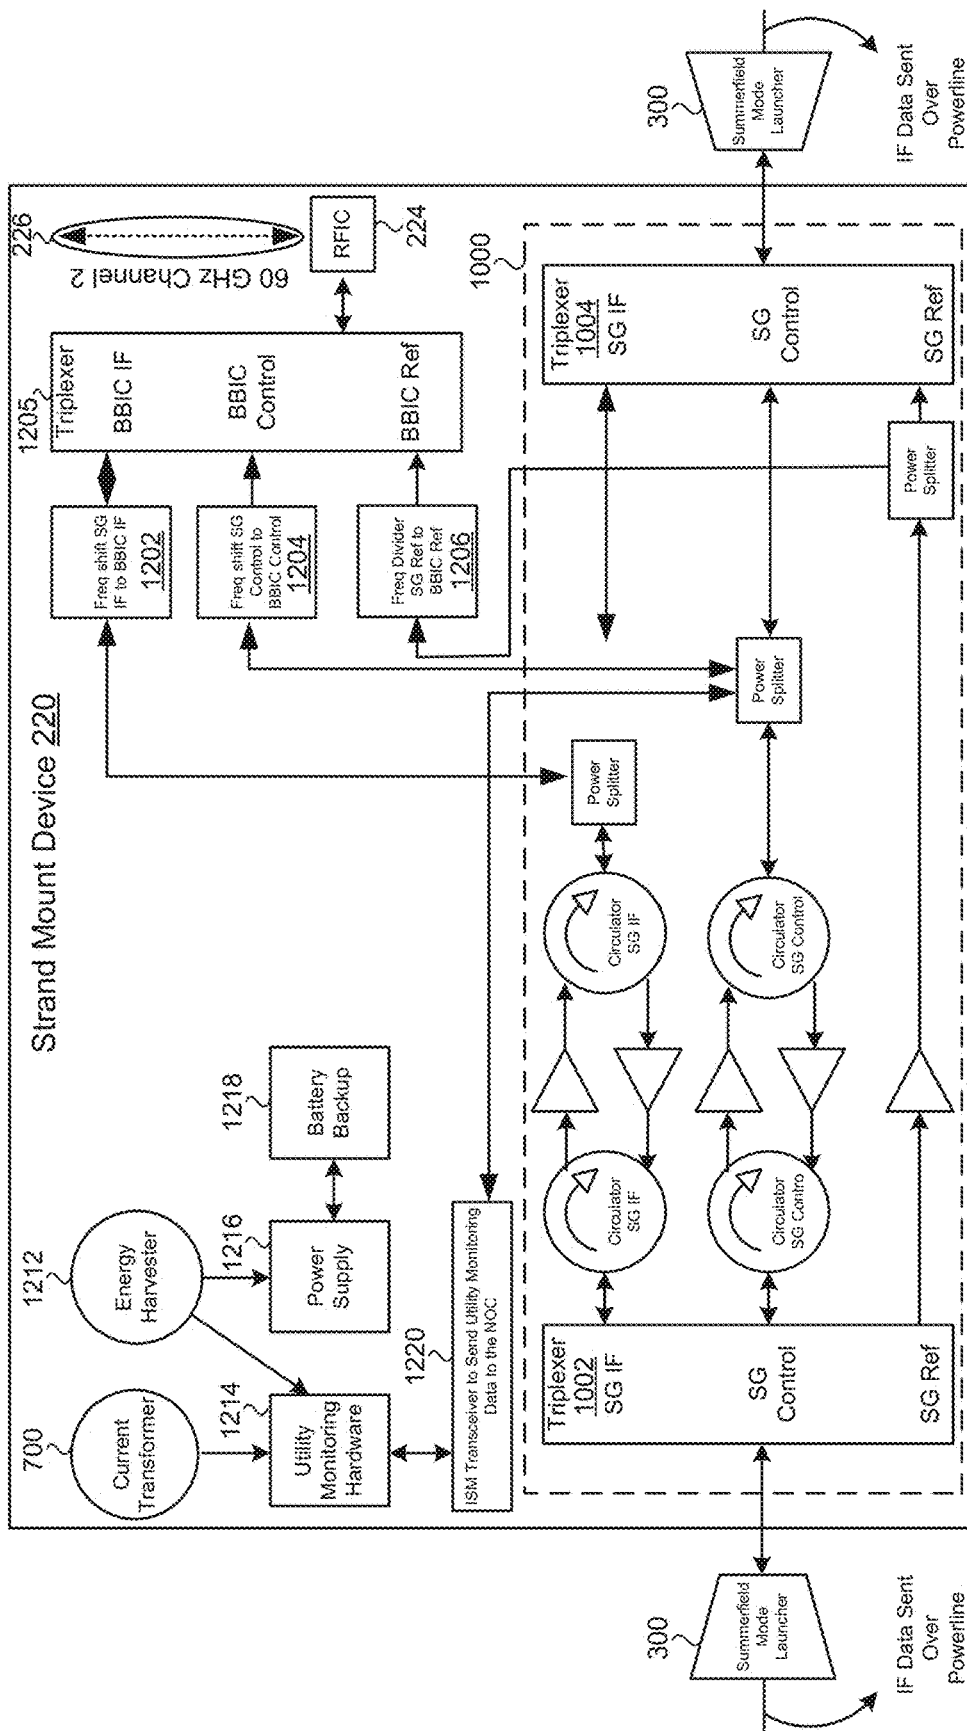 Strand Mount Device 220
700
Current
Transformer
1212
Energy
Harvester
1214
Utility
Monitoring
Hardware
1216
Power
Supply
1218
Battery
Backup
1220
ISM Transceiver to Send Utility Monitoring
Data to the NOC
Freq shift SG
IF to BBIC IF
1202
Freq shift SG
Control to
BBIC Control
1204
Freq Divider
SG Ref to
BBIC Ref
1206
1205
Triplexer
BBIC IF
BBIC
Control
BBIC Ref
226
60 GHz Channel 2
RFIC
224
1000
300
Summerfield
Mode
Launcher
IF Data Sent
Over
Powerline
Triplexer
1002
SG IF
SG
Control
SG Ref
Circulator
SG IF
Circulator
SG Contro
Circulator
SG IF
Circulator
SG Control
Power
Splitter
Power
Splitter
Power
Splitter
Triplexer
1004
SG IF
SG
Control
SG Ref
300
Summerfield
Mode
Launcher
IF Data Sent
Over
Powerline